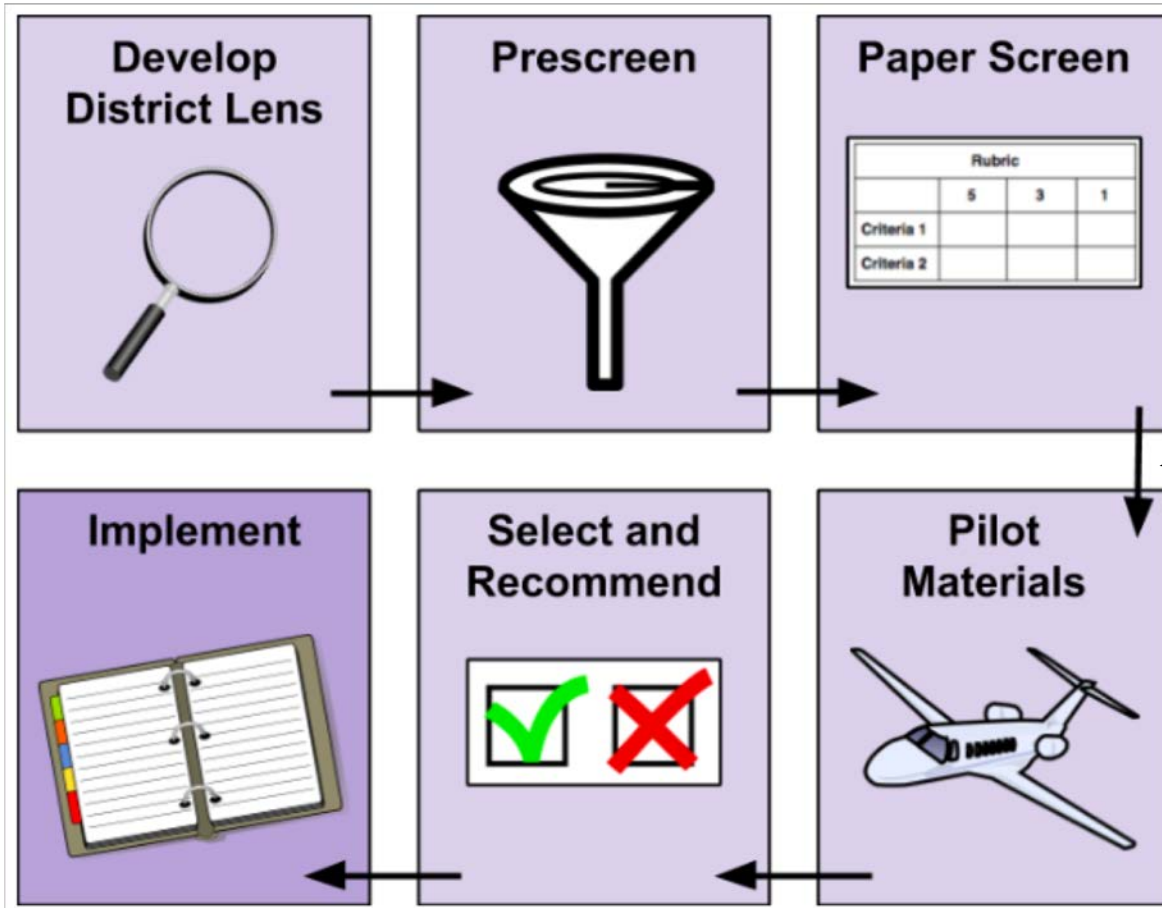 Develop
District Lens
Prescreen
Paper Screen
Rubric
5 3 1
Criteria 1
Criteria 2
Implement
Select and
Recommend
Pilot
Materials